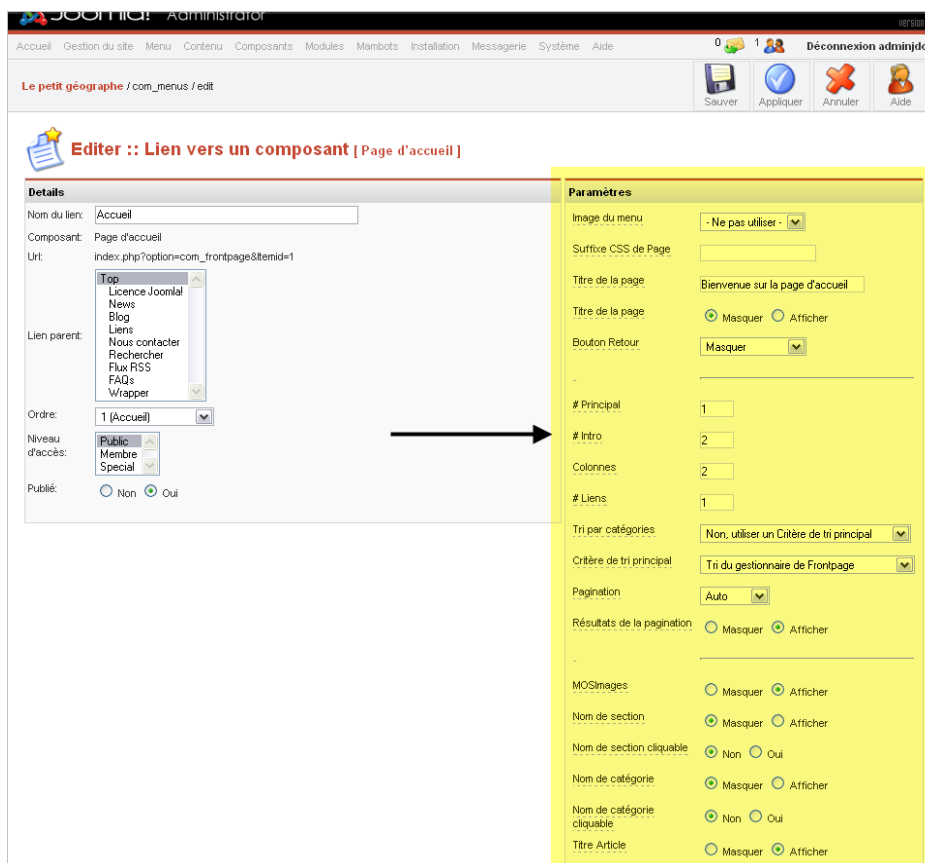 Joomla! Administrator
version
Accueil Gestion du site Menu Contenu Composants Modules Mambots Installation Messagerie Système Aide 0 1 Déconnexion adminjdc
Le petit géographe / com_menus / edit
Sauver Appliquer Annuler Aide
Editer :: Lien vers un composant [ Page d'accueil ]
Details
Nom du lien: Accueil
Composant: Page d'accueil
Url: index.php?option=com_frontpage&Itemid=1
Lien parent:
Top
Licence Joomla!
News
Blog
Liens
Nous contacter
Rechercher
Flux RSS
FAQs
Wrapper
Ordre: 1 (Accueil)
Niveau d'accès:
Public
Membre
Special
Publié: Non Oui
Paramètres
Image du menu - Ne pas utiliser -
Suffixe CSS de Page
Titre de la page Bienvenue sur la page d'accueil
Titre de la page Masquer Afficher
Bouton Retour Masquer
-
# Principal 1
# Intro 2
Colonnes 2
# Liens 1
Tri par catégories Non, utiliser un Critère de tri principal
Critère de tri principal Tri du gestionnaire de Frontpage
Pagination Auto
Résultats de la pagination Masquer Afficher
-
MOSImages Masquer Afficher
Nom de section Masquer Afficher
Nom de section cliquable Non Oui
Nom de catégorie Masquer Afficher
Nom de catégorie cliquable Non Oui
Titre Article Masquer Afficher